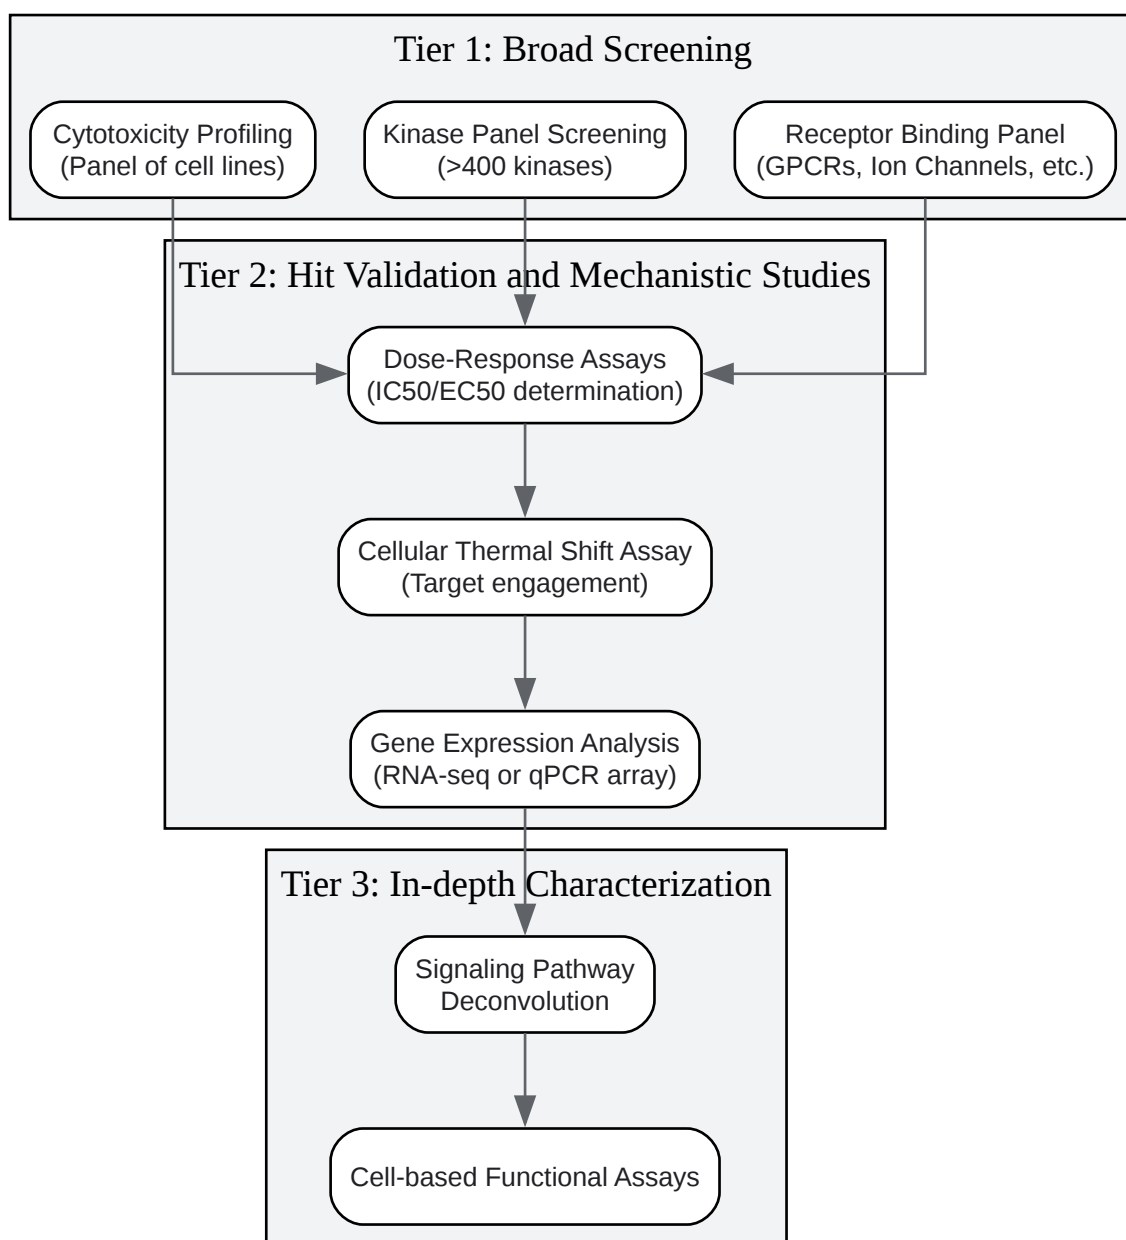 Tier 1: Broad Screening
Cytotoxicity Profiling
(Panel of cell lines)
Kinase Panel Screening
(>400 kinases)
Receptor Binding Panel
(GPCRs, Ion Channels, etc.)
Tier 2: Hit Validation and Mechanistic Studies
Dose-Response Assays
(IC50/EC50 determination)
Cellular Thermal Shift Assay
(Target engagement)
Gene Expression Analysis
(RNA-seq or qPCR array)
Tier 3: In-depth Characterization
Signaling Pathway
Deconvolution
Cell-based Functional Assays